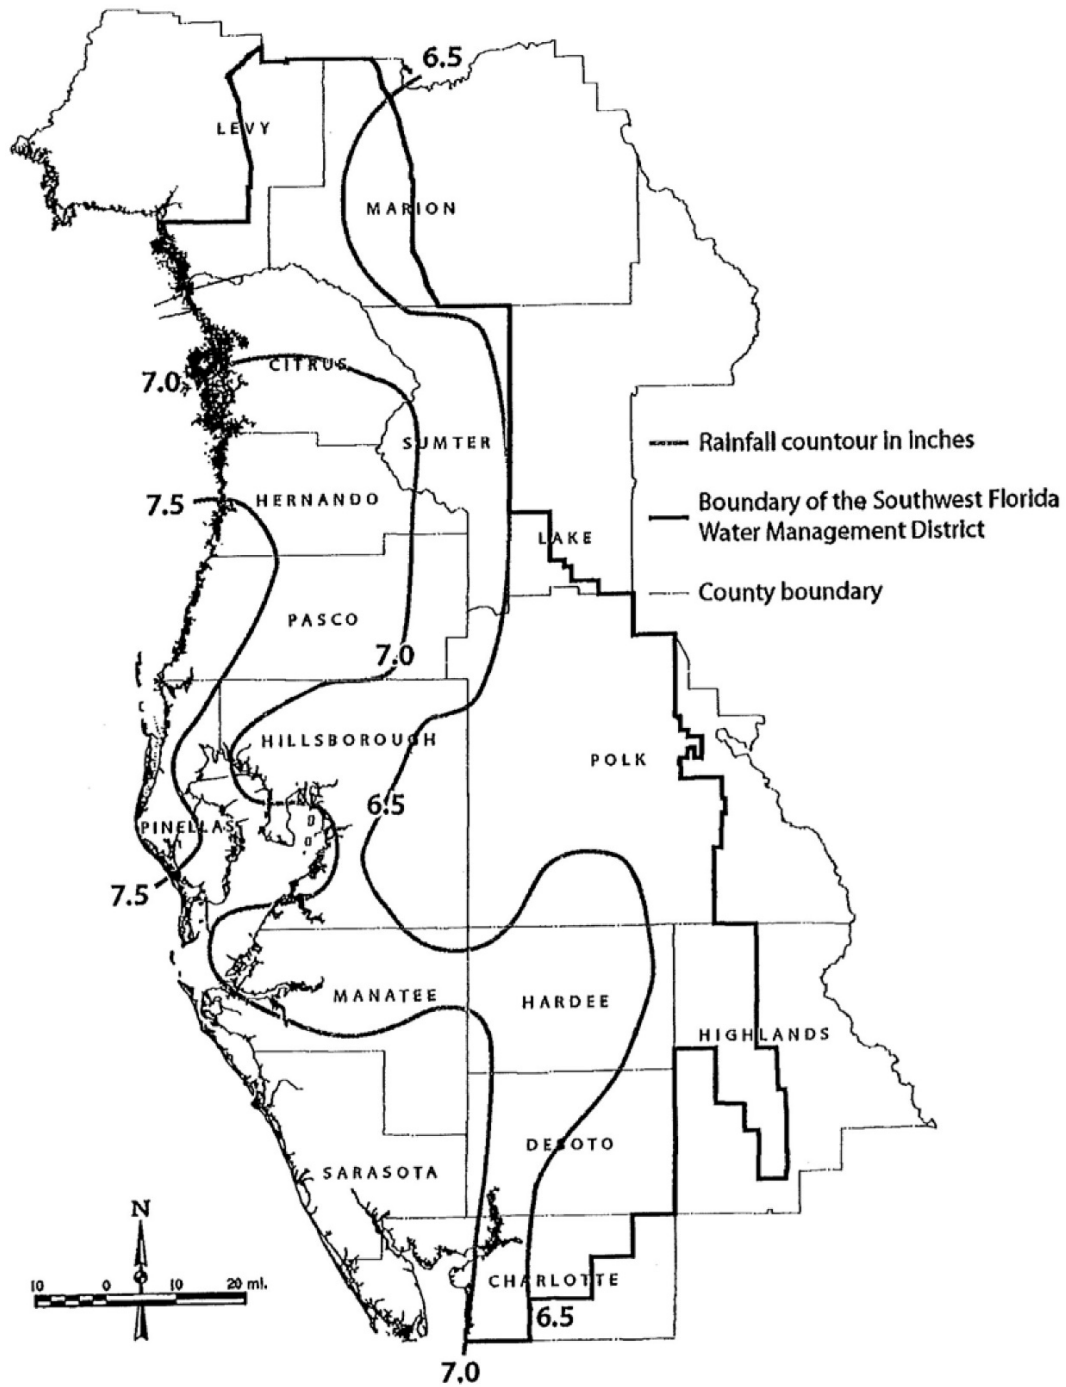 6.5
LEVY
MARION
CITRUS
7.0
SUMTER
Rainfall countour in inches
7.5
HERNANDO
Boundary of the Southwest Florida
Water Management District
LAKE
County boundary
PASCO
7.0
HILLSBOROUGH
POLK
6.5
PINELLAS
7.5
MANATEE
HARDEE
HIGHLANDS
DESOTO
SARASOTA
N
CHARLOTTE
10 0 10 20 ml.
6.5
7.0